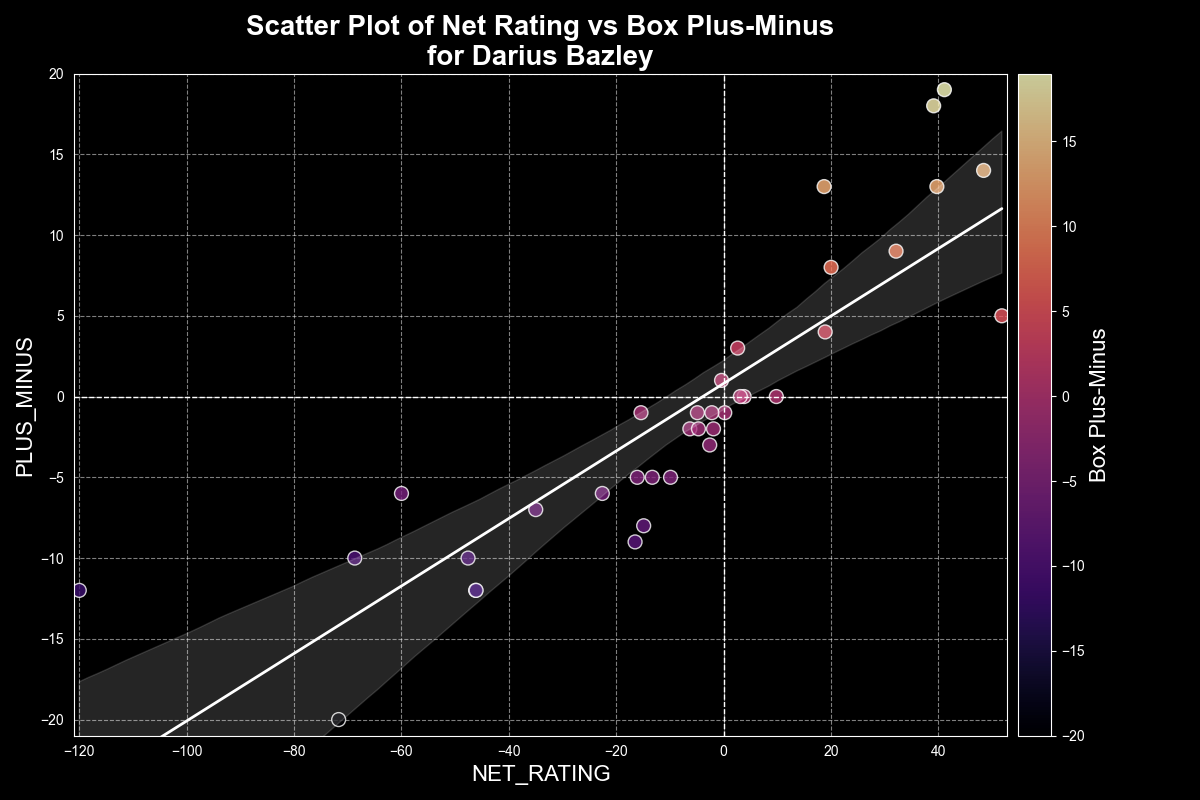 Scatter Plot of Net Rating vs Box Plus-Minus
for Darius Bazley
20
15
10
5
0
−5
−10
−15
−20
PLUS_MINUS
−120 −100 −80 −60 −40 −20 0 20 40
NET_RATING
15
10
5
0
−5
−10
−15
−20
Box Plus-Minus